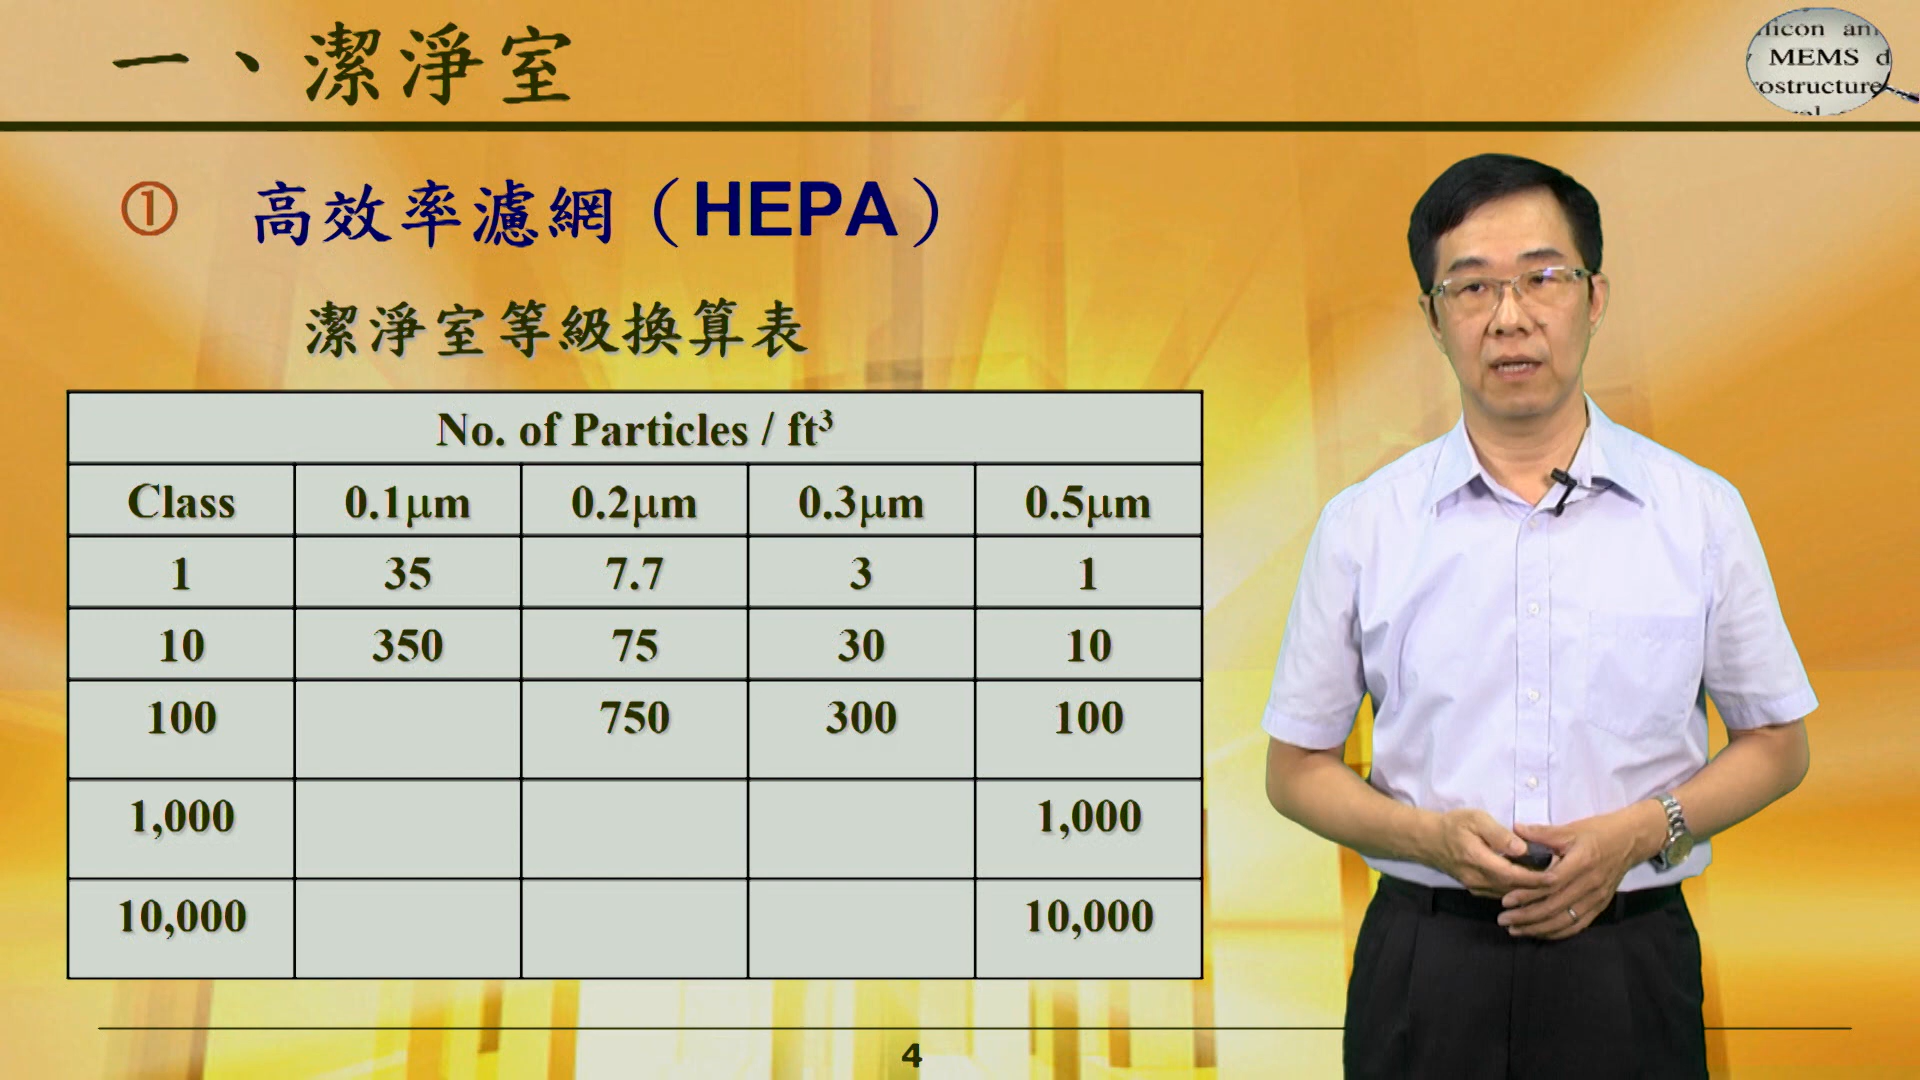 一、潔淨室
licon an
MEMS d
ostructure
① 高效率濾網（HEPA）
潔淨室等級換算表
No. of Particles / ft³
Class 0.1μm 0.2μm 0.3μm 0.5μm
1 35 7.7 3 1
10 350 75 30 10
100 750 300 100
1,000 1,000
10,000 10,000
4